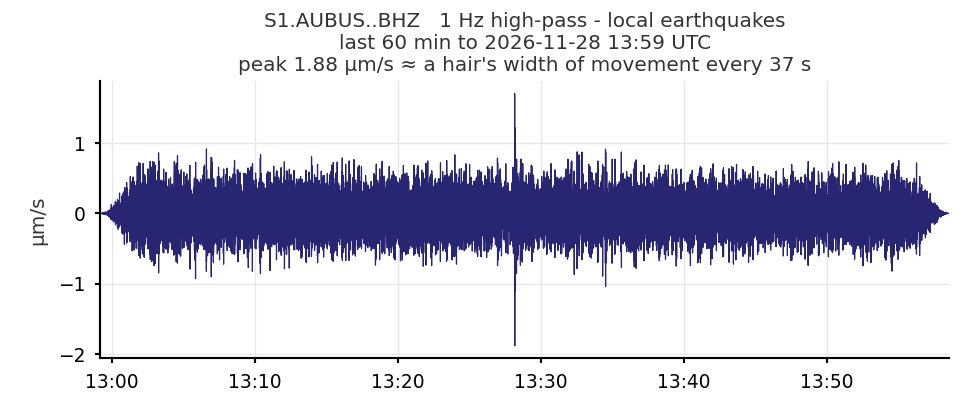 S1.AUBUS..BHZ   1 Hz high-pass - local earthquakes
last 60 min to 2026-11-28 13:59 UTC
peak 1.88 µm/s ≈ a hair's width of movement every 37 s
µm/s
1
0
−1
−2
13:00 13:10 13:20 13:30 13:40 13:50